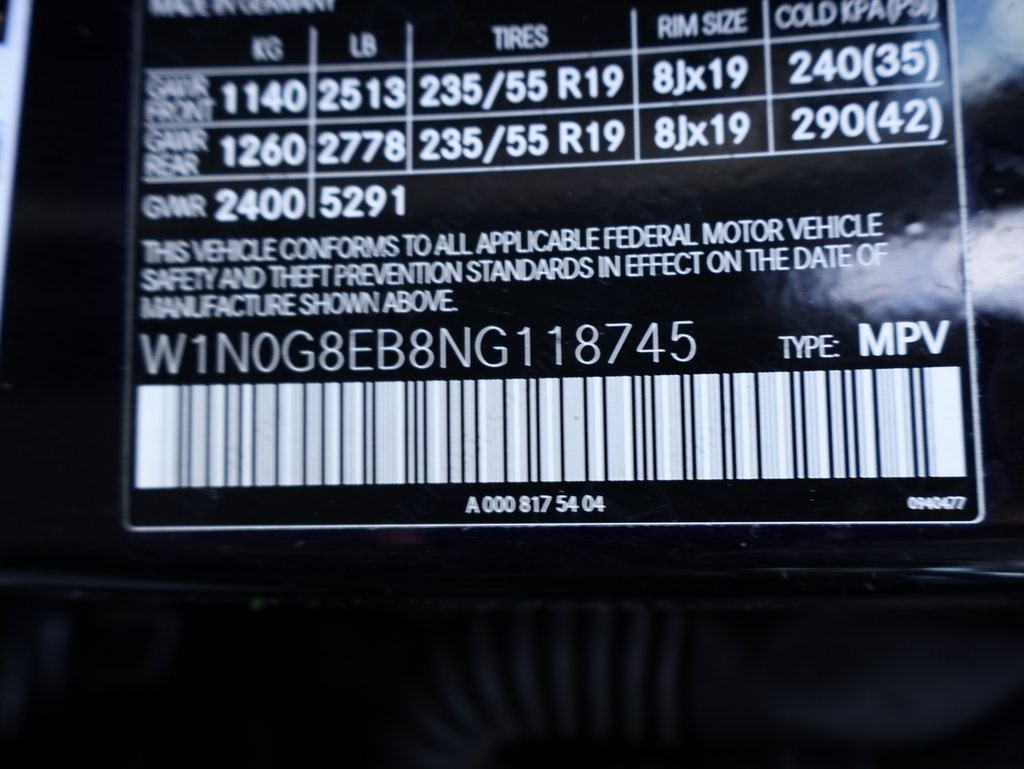 MADE IN GERMANY
KG LB TIRES RIM SIZE COLD KPA(PSI)
GAWR FRONT 1140 2513 235/55 R19 8Jx19 240(35)
GAWR REAR 1260 2778 235/55 R19 8Jx19 290(42)
GVWR 2400 5291
THIS VEHICLE CONFORMS TO ALL APPLICABLE FEDERAL MOTOR VEHICLE
SAFETY AND THEFT PREVENTION STANDARDS IN EFFECT ON THE DATE OF
MANUFACTURE SHOWN ABOVE.
W1N0G8EB8NG118745 TYPE: MPV
A 000 817 54 04 0940477